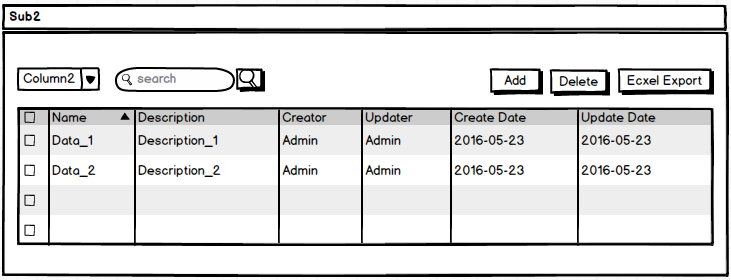 Sub2
Column2 search Add Delete Ecxel Export
Name Description Creator Updater Create Date Update Date
Data_1 Description_1 Admin Admin 2016-05-23 2016-05-23
Data_2 Description_2 Admin Admin 2016-05-23 2016-05-23